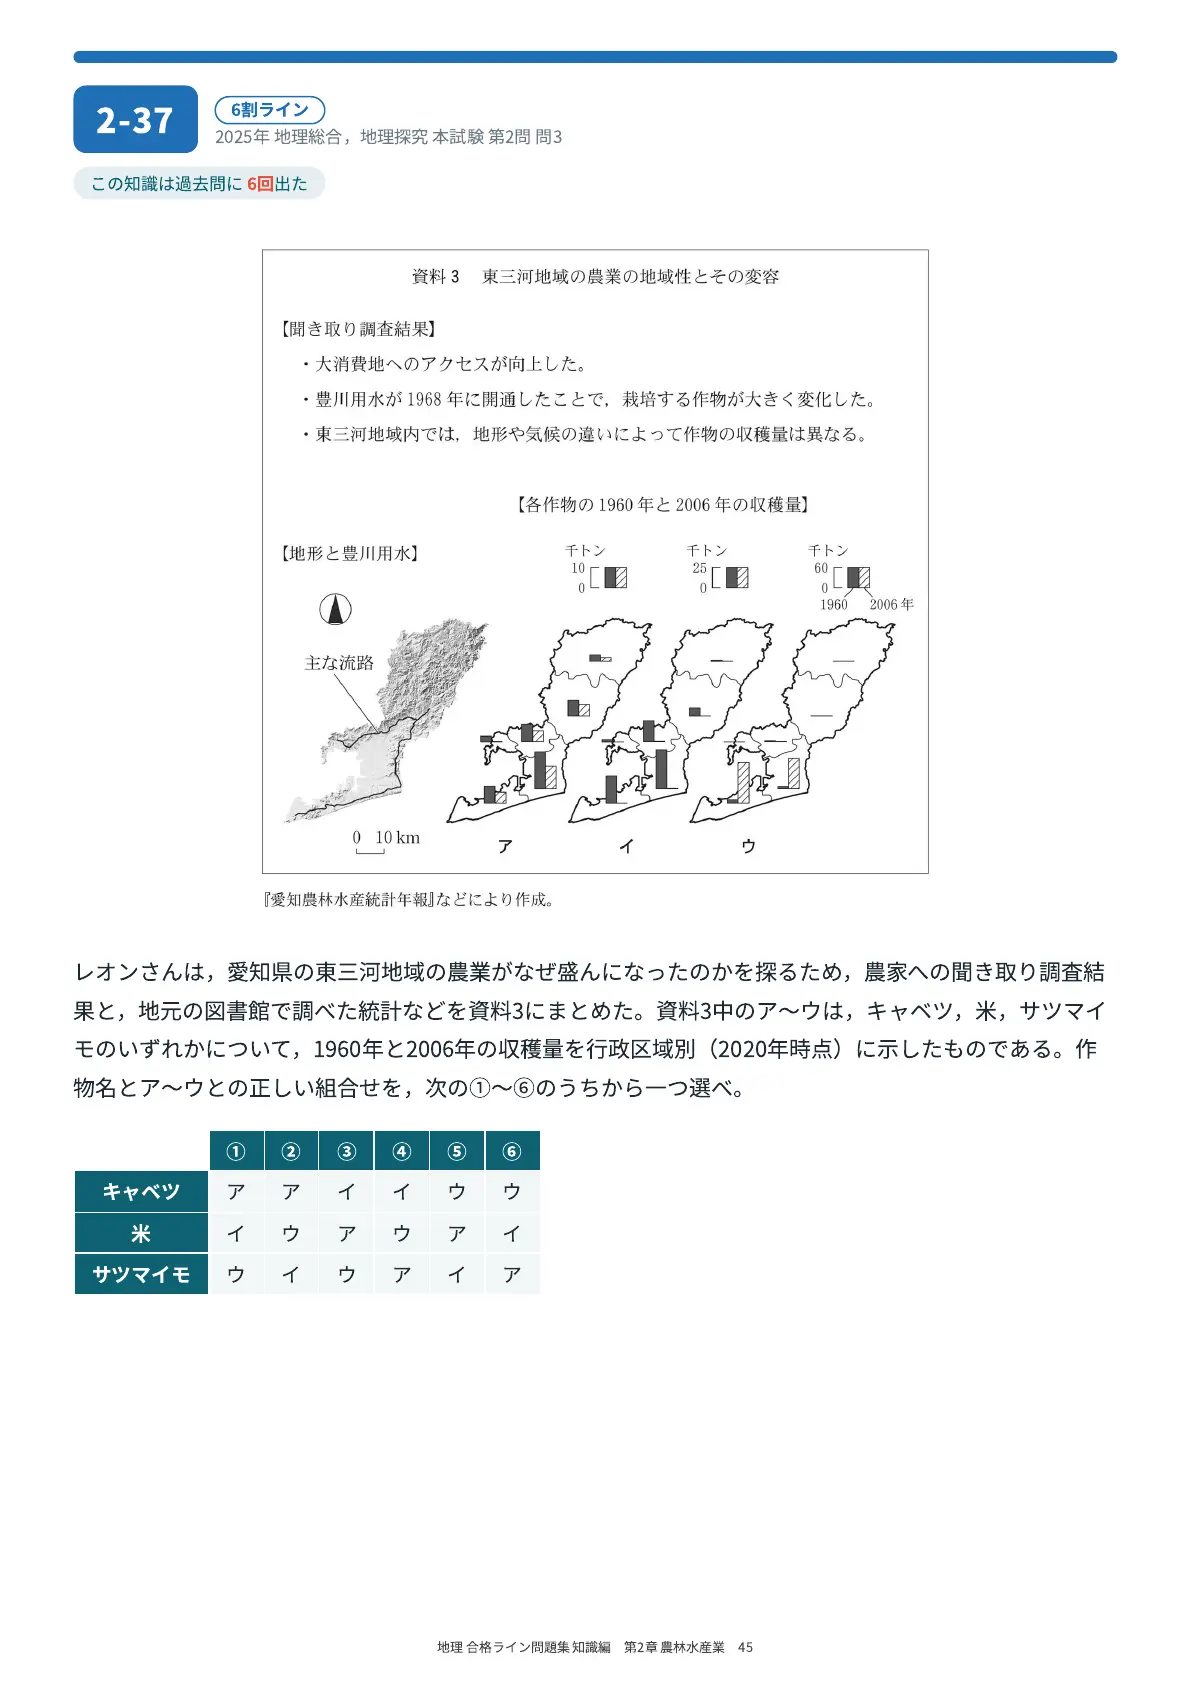 2-37
6割ライン
2025年 地理総合，地理探究 本試験 第2問 問3
この知識は過去問に 6回出た
資料 3　東三河地域の農業の地域性とその変容
【聞き取り調査結果】
・大消費地へのアクセスが向上した。
・豊川用水が 1968 年に開通したことで，栽培する作物が大きく変化した。
・東三河地域内では，地形や気候の違いによって作物の収穫量は異なる。
【各作物の 1960 年と 2006 年の収穫量】
【地形と豊川用水】
千トン 千トン 千トン
10 25 60
0 0 0
1960 2006 年
主な流路
0 10 km
ア イ ウ
『愛知農林水産統計年報』などにより作成。
レオンさんは，愛知県の東三河地域の農業がなぜ盛んになったのかを探るため，農家への聞き取り調査結
果と，地元の図書館で調べた統計などを資料3にまとめた。資料3中のア～ウは，キャベツ，米，サツマイ
モのいずれかについて，1960年と2006年の収穫量を行政区域別（2020年時点）に示したものである。作
物名とア～ウとの正しい組合せを，次の①～⑥のうちから一つ選べ。
① ② ③ ④ ⑤ ⑥
キャベツ ア ア イ イ ウ ウ
米 イ ウ ア ウ ア イ
サツマイモ ウ イ ウ ア イ ア
地理 合格ライン問題集 知識編　第2章 農林水産業　45